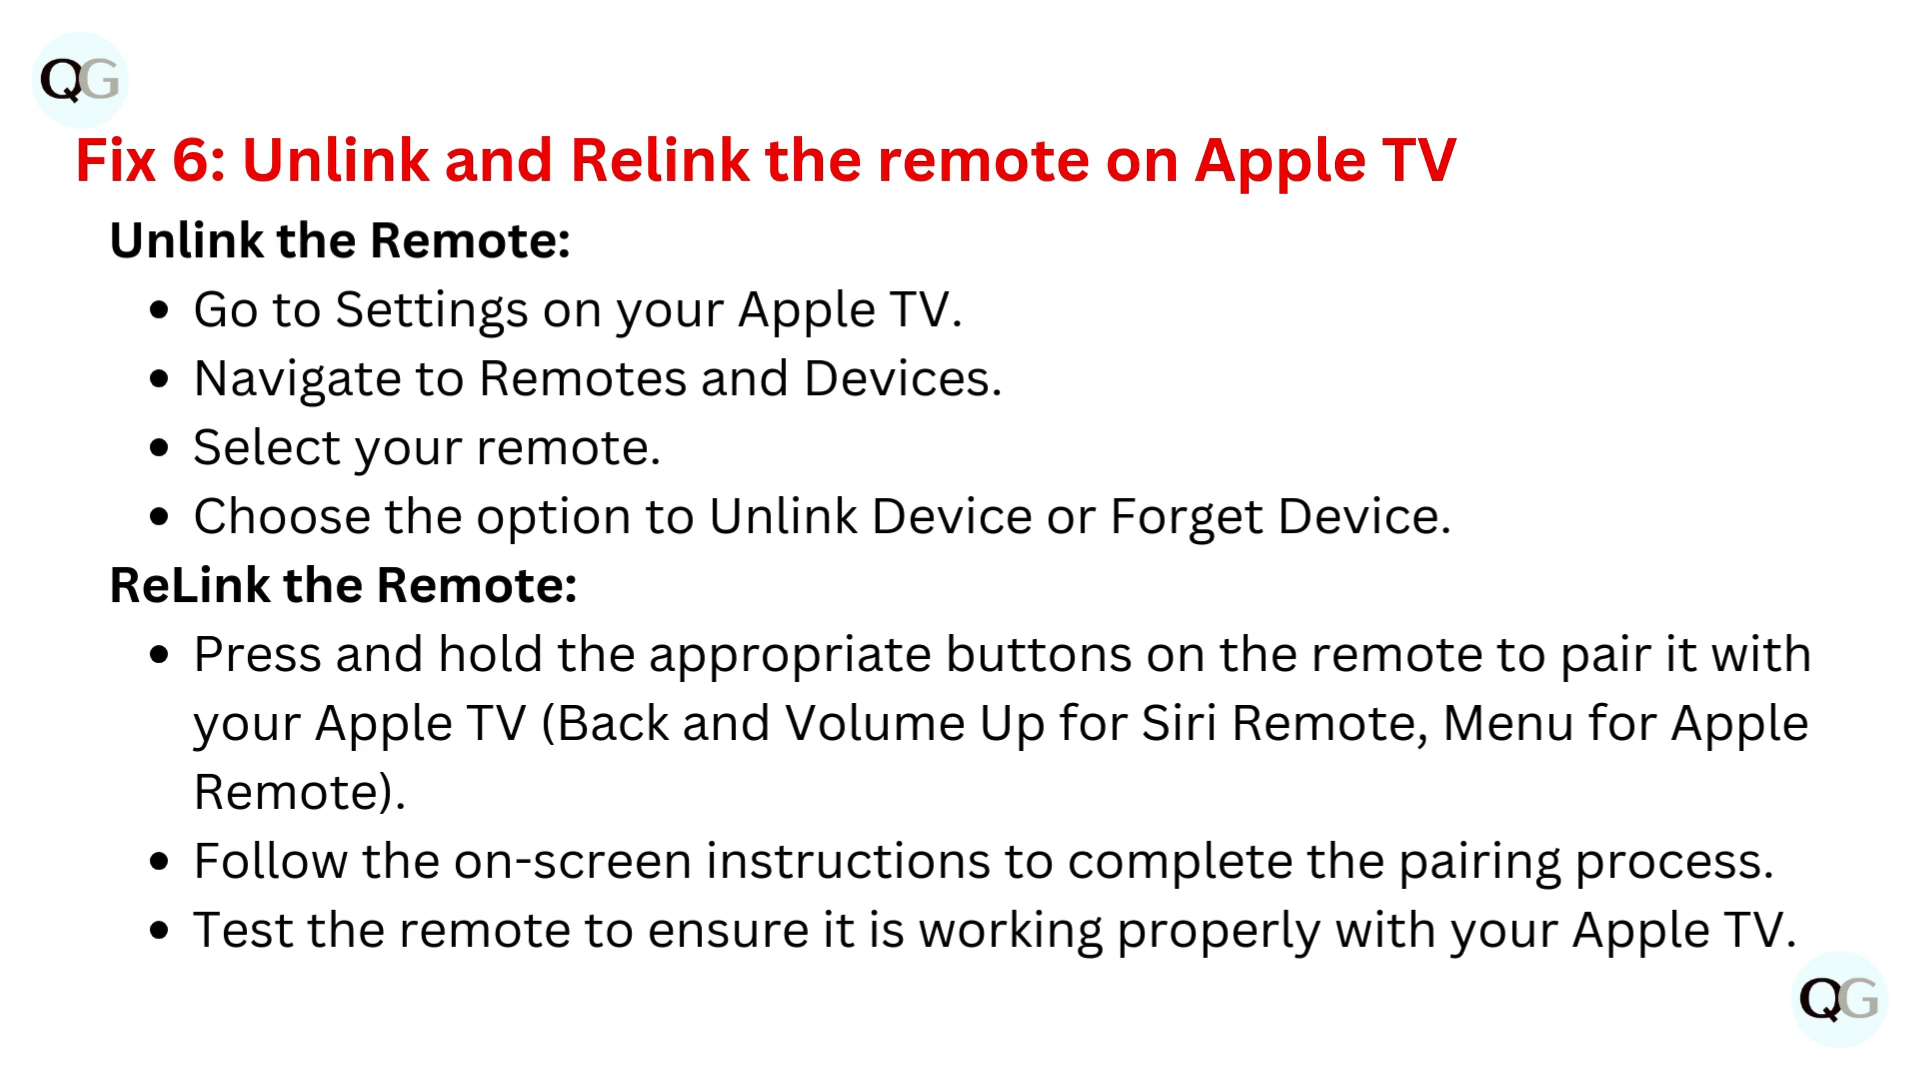 QG
Fix 6: Unlink and Relink the remote on Apple TV
Unlink the Remote:
• Go to Settings on your Apple TV.
• Navigate to Remotes and Devices.
• Select your remote.
• Choose the option to Unlink Device or Forget Device.
ReLink the Remote:
• Press and hold the appropriate buttons on the remote to pair it with
your Apple TV (Back and Volume Up for Siri Remote, Menu for Apple
Remote).
• Follow the on-screen instructions to complete the pairing process.
• Test the remote to ensure it is working properly with your Apple TV.
QG